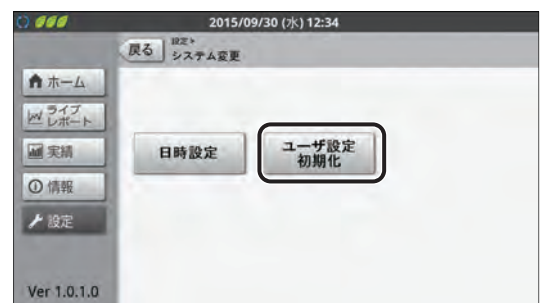 2015/09/30 (水) 12:34
戻る
設定
システム変更
ホーム
ライブ
レポート
実績
情報
設定
日時設定
ユーザ設定
初期化
Ver 1.0.1.0